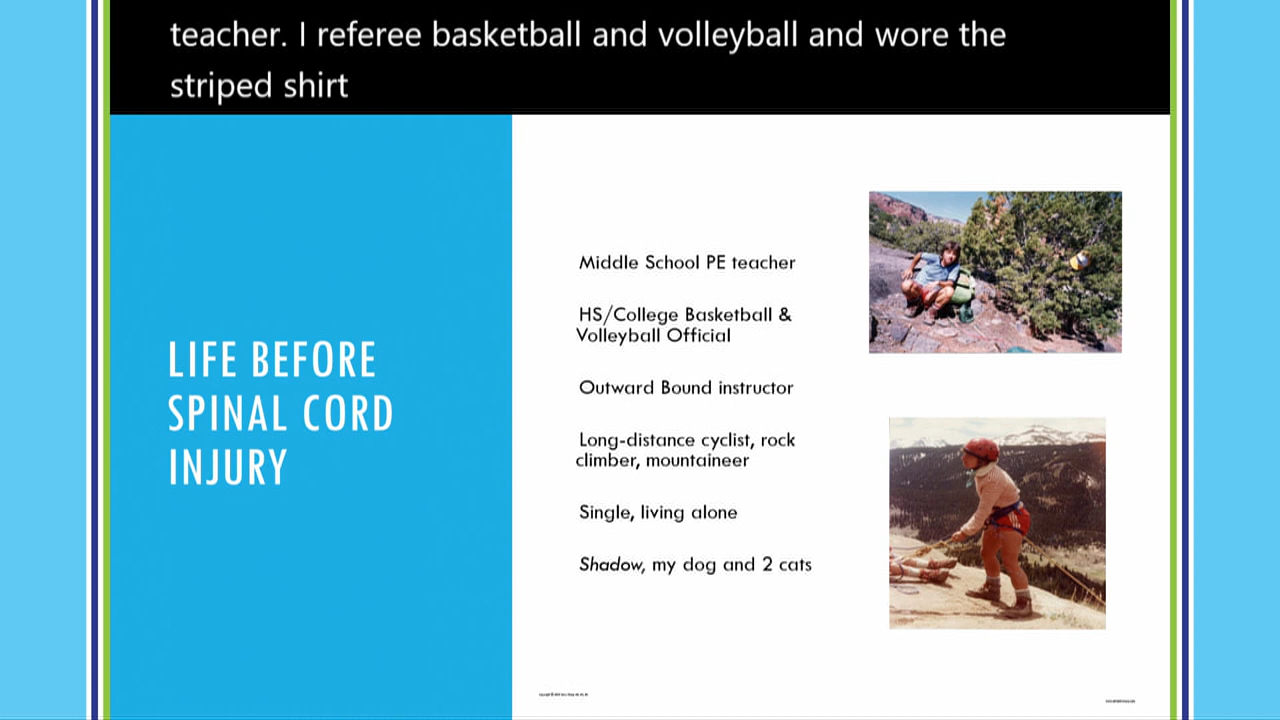 teacher. I referee basketball and volleyball and wore the
striped shirt
LIFE BEFORE
SPINAL CORD
INJURY
Middle School PE teacher
HS/College Basketball &
Volleyball Official
Outward Bound instructor
Long-distance cyclist, rock
climber, mountaineer
Single, living alone
Shadow, my dog and 2 cats